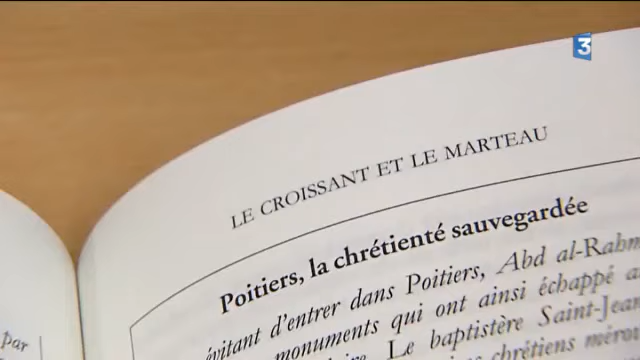 3
LE CROISSANT ET LE MARTEAU
Poitiers, la chrétienté sauvegardée
évitant d'entrer dans Poitiers, Abd al-Rahm
monuments qui ont ainsi échappé a
Le baptistère Saint-Jean
chrétiens méro
par